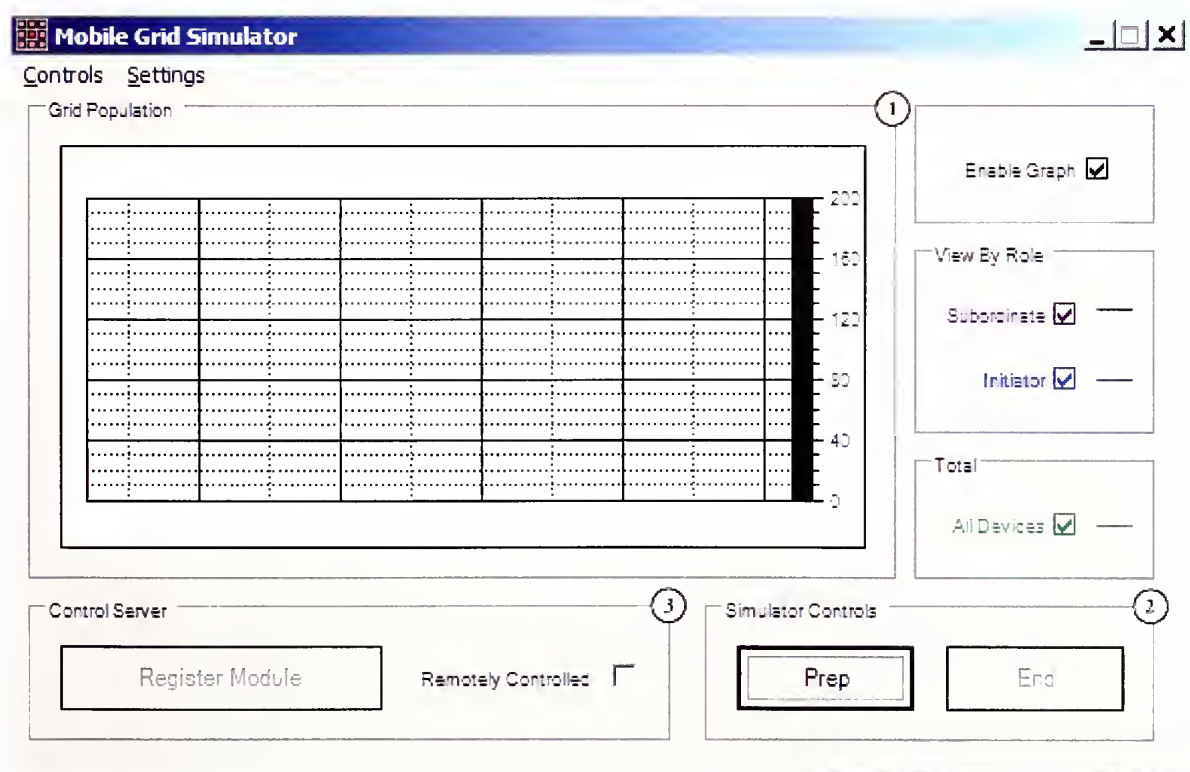 Mobile Grid Simulator
Controls Settings
Grid Population
1
Enable Graph
200
160
120
80
40
0
View By Role
Subordinate
Initiator
Total
All Devices
Control Server
3
Register Module
Remotely Controlled
Simulator Controls
2
Prep
End